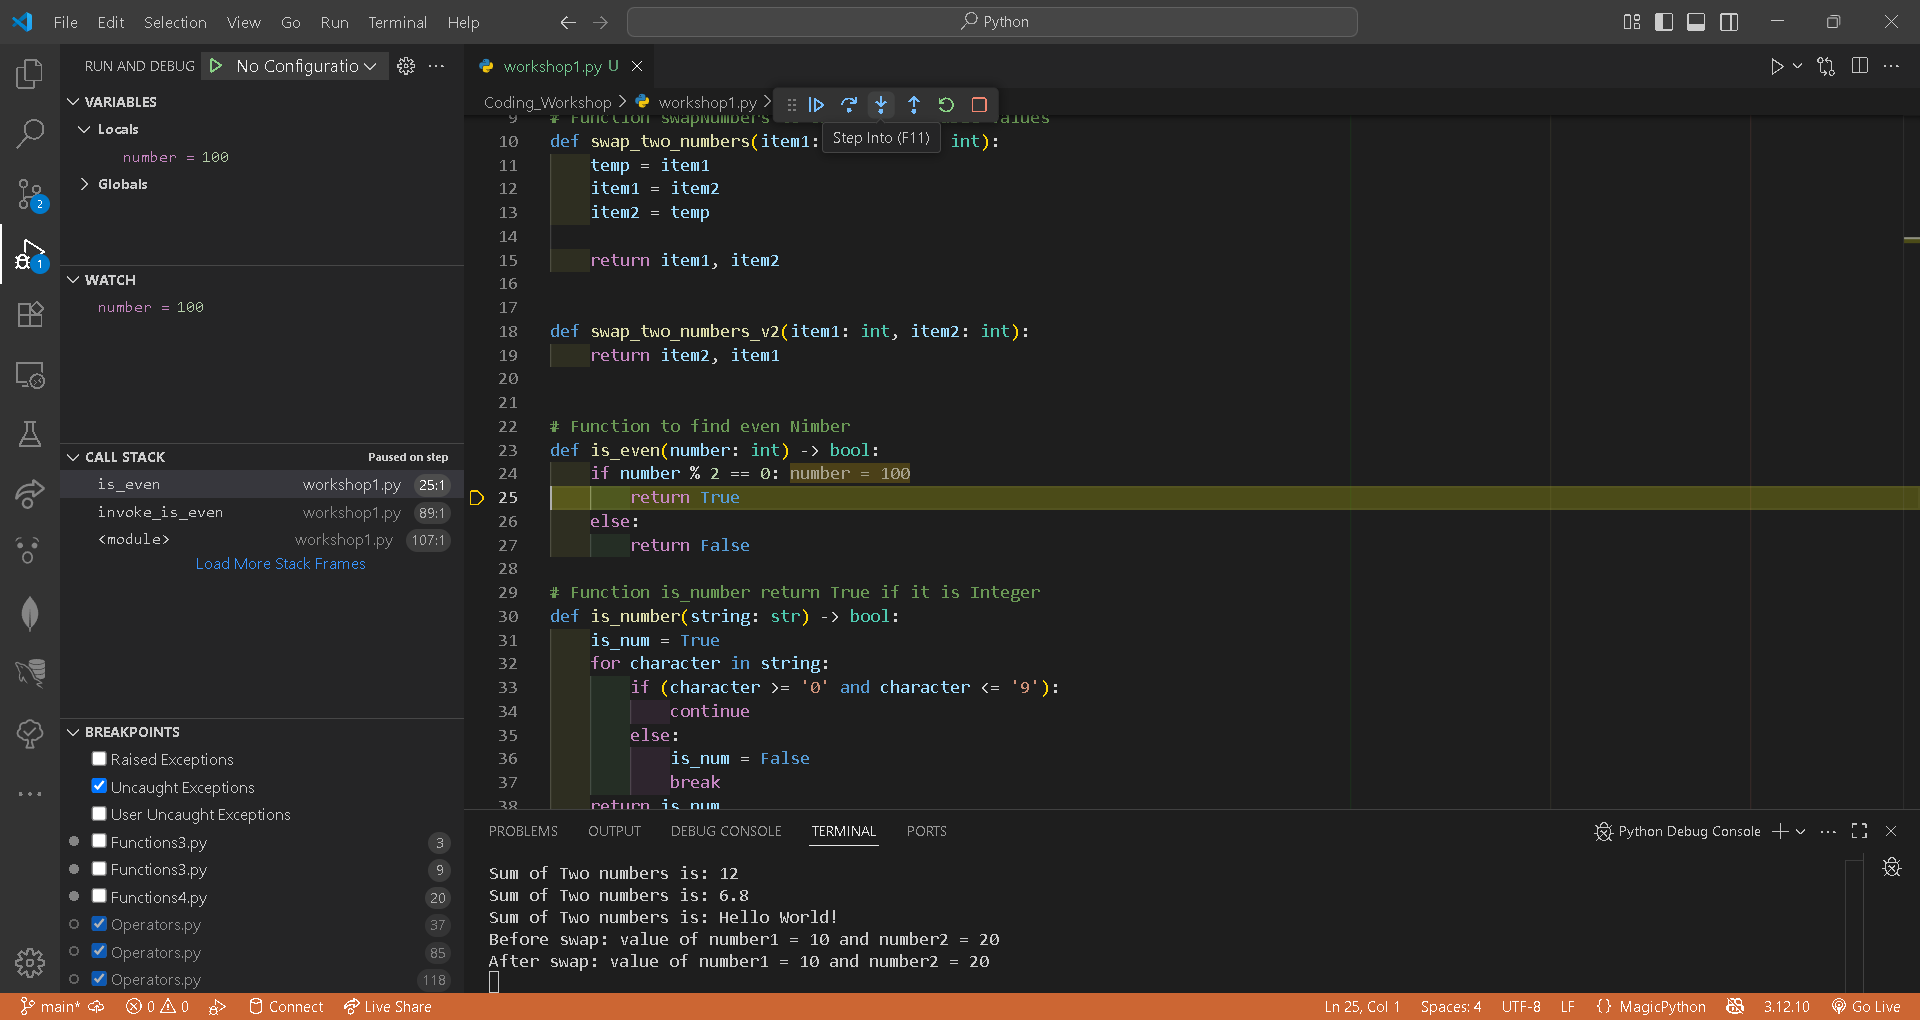 File Edit Selection View Go Run Terminal Help
Python
RUN AND DEBUG No Configuratio
VARIABLES
Locals
number = 100
Globals
WATCH
number = 100
CALL STACK Paused on step
is_even workshop1.py 25:1
invoke_is_even workshop1.py 89:1
<module> workshop1.py 107:1
Load More Stack Frames
BREAKPOINTS
Raised Exceptions
Uncaught Exceptions
User Uncaught Exceptions
Functions3.py 3
Functions3.py 9
Functions4.py 20
Operators.py 37
Operators.py 85
Operators.py 118
2
1
workshop1.py U
Coding_Workshop > workshop1.py >
Step Into (F11)
9 # Function swapNumbers values
10 def swap_two_numbers(item1: int):
11 temp = item1
12 item1 = item2
13 item2 = temp
14
15 return item1, item2
16
17
18 def swap_two_numbers_v2(item1: int, item2: int):
19 return item2, item1
20
21
22 # Function to find even Nimber
23 def is_even(number: int) -> bool:
24 if number % 2 == 0: number = 100
25 return True
26 else:
27 return False
28
29 # Function is_number return True if it is Integer
30 def is_number(string: str) -> bool:
31 is_num = True
32 for character in string:
33 if (character >= '0' and character <= '9'):
34 continue
35 else:
36 is_num = False
37 break
38 return is_num
PROBLEMS OUTPUT DEBUG CONSOLE TERMINAL PORTS
Python Debug Console
Sum of Two numbers is: 12
Sum of Two numbers is: 6.8
Sum of Two numbers is: Hello World!
Before swap: value of number1 = 10 and number2 = 20
After swap: value of number1 = 10 and number2 = 20
main* 0 0 Connect Live Share Ln 25, Col 1 Spaces: 4 UTF-8 LF {} MagicPython 3.12.10 Go Live